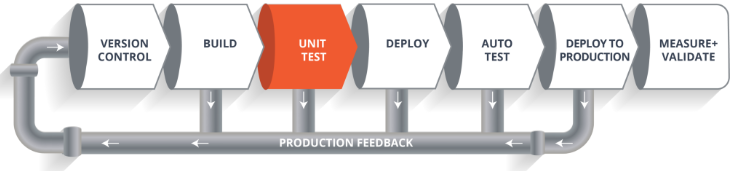 VERSION
CONTROL
BUILD
UNIT
TEST
DEPLOY
AUTO
TEST
DEPLOY TO
PRODUCTION
MEASURE+
VALIDATE
PRODUCTION FEEDBACK